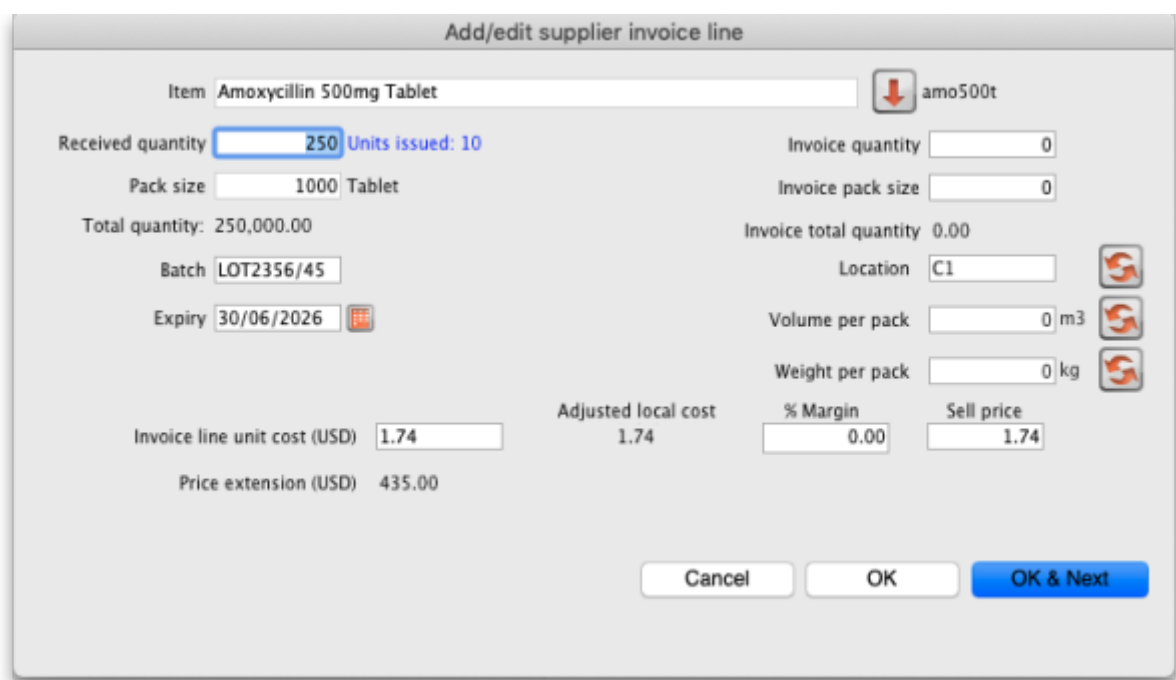 Add/edit supplier invoice line
Item Amoxycillin 500mg Tablet amo500t
Received quantity 250 Units issued: 10 Invoice quantity 0
Pack size 1000 Tablet Invoice pack size 0
Total quantity: 250,000.00 Invoice total quantity 0.00
Batch LOT2356/45 Location C1
Expiry 30/06/2026 Volume per pack 0 m3
Weight per pack 0 kg
Adjusted local cost % Margin Sell price
Invoice line unit cost (USD) 1.74 1.74 0.00 1.74
Price extension (USD) 435.00
Cancel OK OK & Next